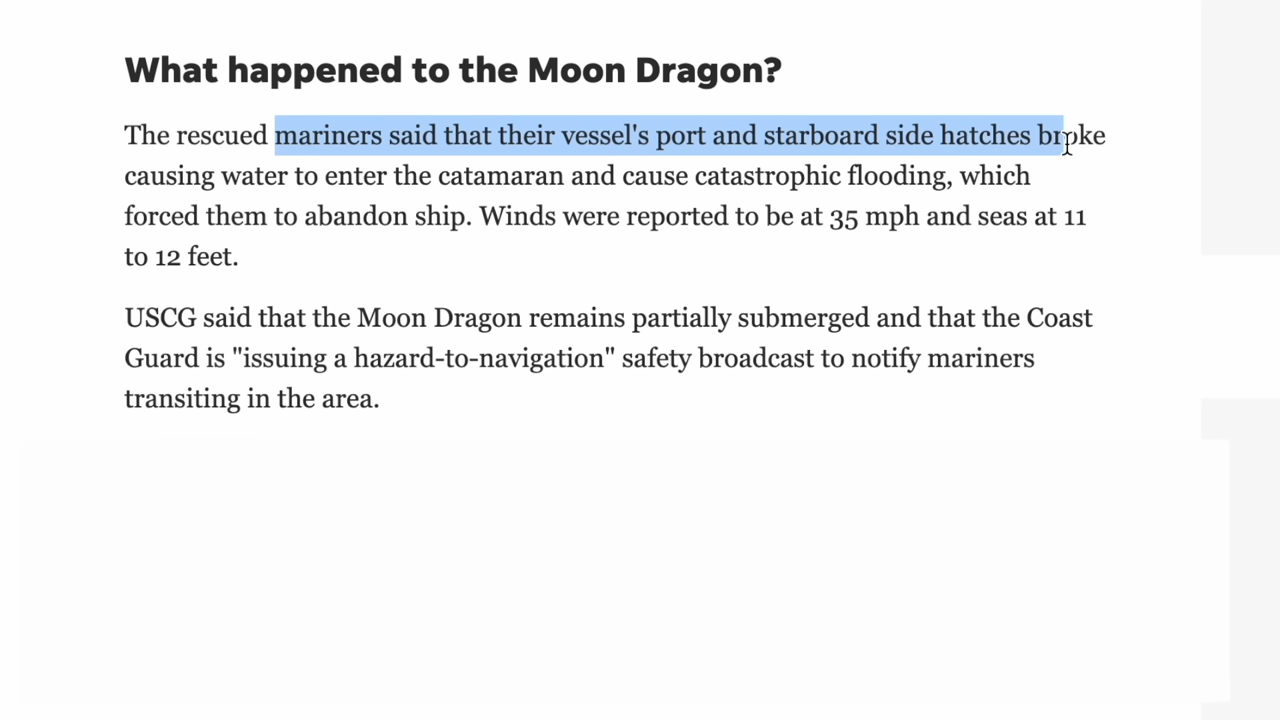 What happened to the Moon Dragon?
The rescued mariners said that their vessel's port and starboard side hatches broke
causing water to enter the catamaran and cause catastrophic flooding, which
forced them to abandon ship. Winds were reported to be at 35 mph and seas at 11
to 12 feet.
USCG said that the Moon Dragon remains partially submerged and that the Coast
Guard is "issuing a hazard-to-navigation" safety broadcast to notify mariners
transiting in the area.